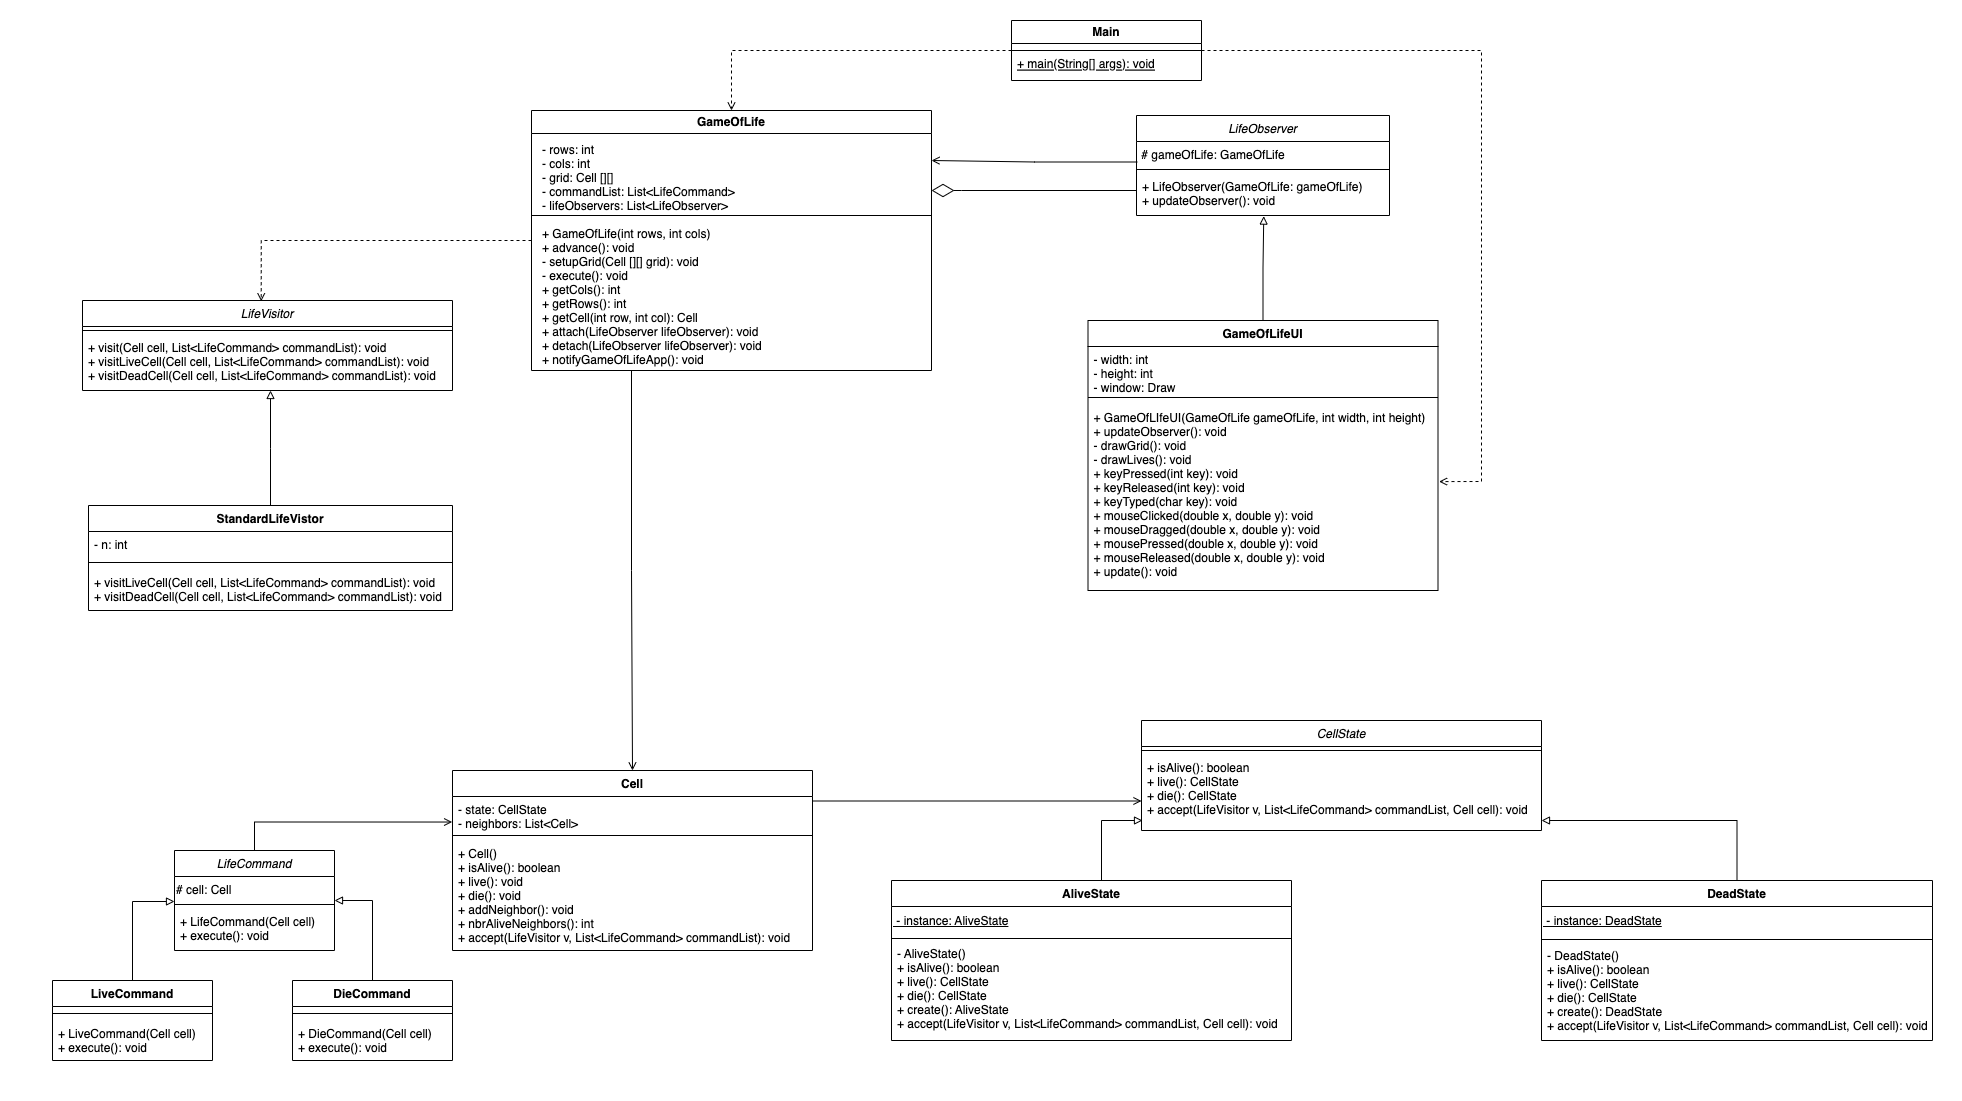 Main
+ main(String[] args): void
GameOfLife
- rows: int
- cols: int
- grid: Cell [][]
- commandList: List<LifeCommand>
- lifeObservers: List<LifeObserver>
+ GameOfLife(int rows, int cols)
+ advance(): void
- setupGrid(Cell [][] grid): void
- execute(): void
+ getCols(): int
+ getRows(): int
+ getCell(int row, int col): Cell
+ attach(LifeObserver lifeObserver): void
+ detach(LifeObserver lifeObserver): void
+ notifyGameOfLifeApp(): void
LifeObserver
# gameOfLife: GameOfLife
+ LifeObserver(GameOfLife: gameOfLife)
+ updateObserver(): void
LifeVisitor
+ visit(Cell cell, List<LifeCommand> commandList): void
+ visitLiveCell(Cell cell, List<LifeCommand> commandList): void
+ visitDeadCell(Cell cell, List<LifeCommand> commandList): void
GameOfLifeUI
- width: int
- height: int
- window: Draw
+ GameOfLIfeUI(GameOfLife gameOfLife, int width, int height)
+ updateObserver(): void
- drawGrid(): void
- drawLives(): void
+ keyPressed(int key): void
+ keyReleased(int key): void
+ keyTyped(char key): void
+ mouseClicked(double x, double y): void
+ mouseDragged(double x, double y): void
+ mousePressed(double x, double y): void
+ mouseReleased(double x, double y): void
+ update(): void
StandardLifeVistor
- n: int
+ visitLiveCell(Cell cell, List<LifeCommand> commandList): void
+ visitDeadCell(Cell cell, List<LifeCommand> commandList): void
CellState
+ isAlive(): boolean
+ live(): CellState
+ die(): CellState
+ accept(LifeVisitor v, List<LifeCommand> commandList, Cell cell): void
Cell
- state: CellState
- neighbors: List<Cell>
+ Cell()
+ isAlive(): boolean
+ live(): void
+ die(): void
+ addNeighbor(): void
+ nbrAliveNeighbors(): int
+ accept(LifeVisitor v, List<LifeCommand> commandList): void
LifeCommand
# cell: Cell
+ LifeCommand(Cell cell)
+ execute(): void
AliveState
- instance: AliveState
- AliveState()
+ isAlive(): boolean
+ live(): CellState
+ die(): CellState
+ create(): AliveState
+ accept(LifeVisitor v, List<LifeCommand> commandList, Cell cell): void
DeadState
- instance: DeadState
- DeadState()
+ isAlive(): boolean
+ live(): CellState
+ die(): CellState
+ create(): DeadState
+ accept(LifeVisitor v, List<LifeCommand> commandList, Cell cell): void
LiveCommand
+ LiveCommand(Cell cell)
+ execute(): void
DieCommand
+ DieCommand(Cell cell)
+ execute(): void